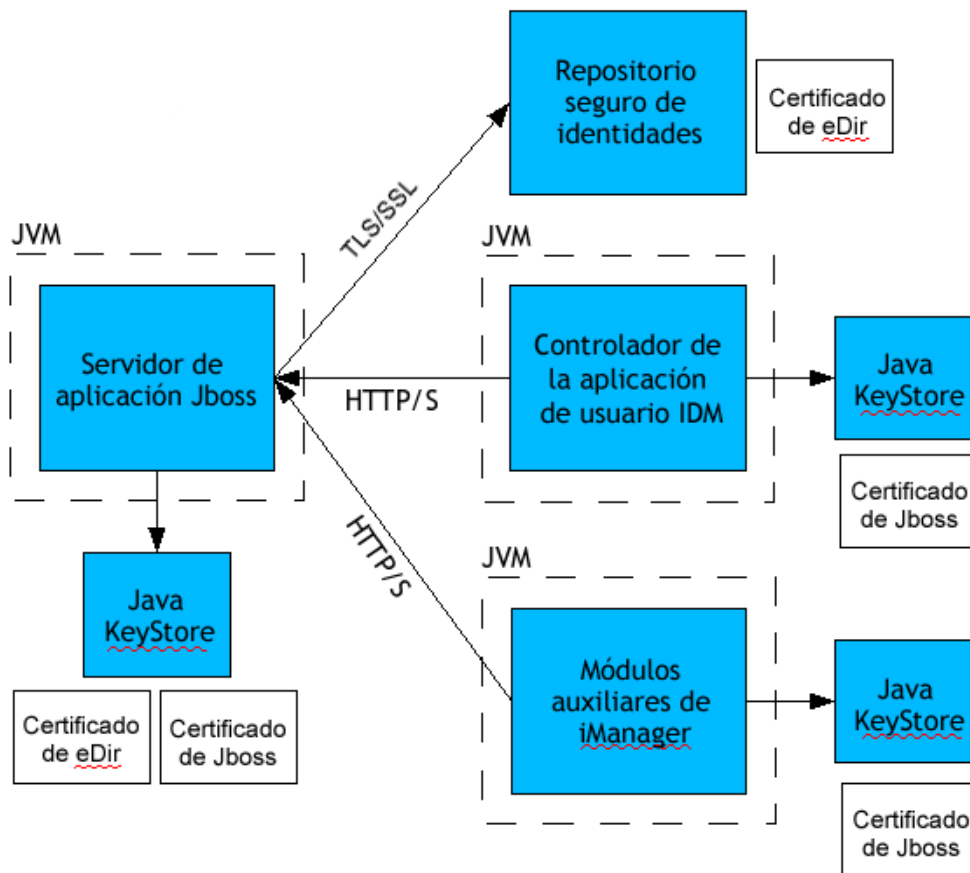 Repositorio
seguro de
identidades
Certificado
de eDir
TLS/SSL
JVM
Servidor de
aplicación Jboss
HTTP/S
JVM
Controlador de
la aplicación
de usuario IDM
Java
KeyStore
Certificado
de Jboss
HTTP/S
Java
KeyStore
Certificado
de eDir
Certificado
de Jboss
JVM
Módulos
auxiliares de
iManager
Java
KeyStore
Certificado
de Jboss